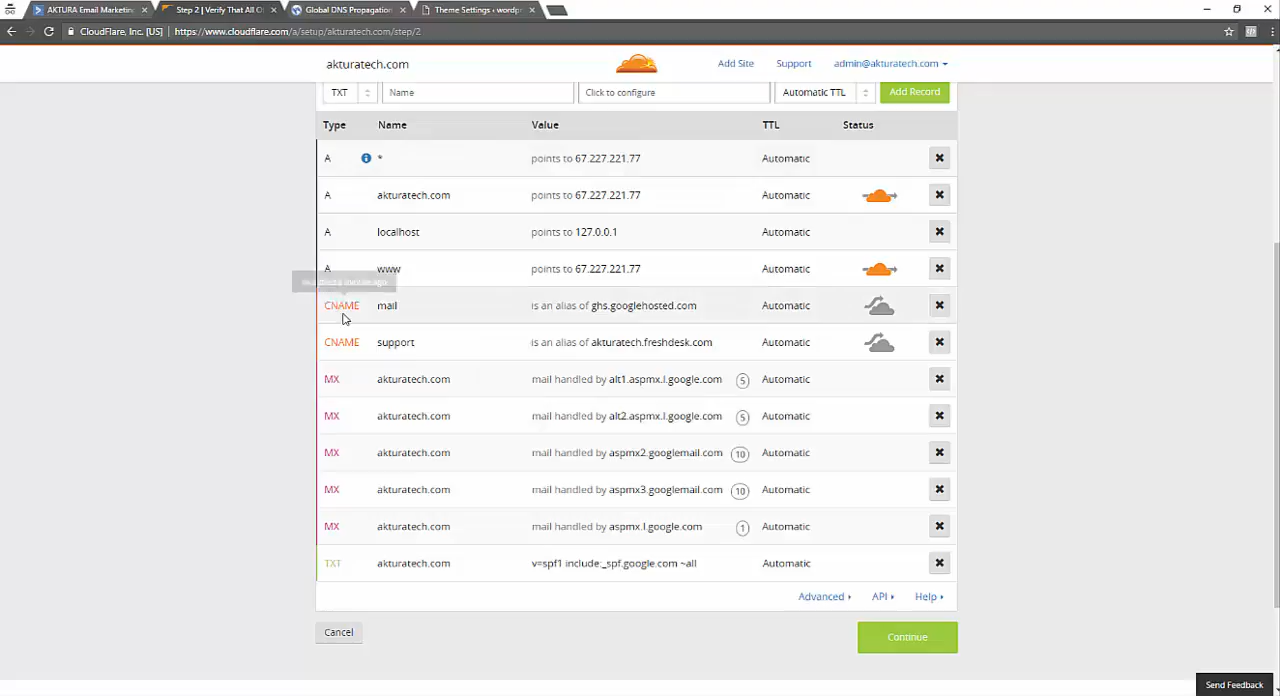 AKTURA Email Marketin
Step 2 | Verify That All O
Global DNS Propagation
Theme Settings ‹ wordpr
CloudFlare, Inc. [US] | https://www.cloudflare.com/a/setup/akturatech.com/step/2
akturatech.com
Add Site
Support
admin@akturatech.com
TXT
Name
Click to configure
Automatic TTL
Add Record
Type Name Value TTL Status
A * points to 67.227.221.77 Automatic
A akturatech.com points to 67.227.221.77 Automatic
A localhost points to 127.0.0.1 Automatic
A www points to 67.227.221.77 Automatic
CNAME mail is an alias of ghs.googlehosted.com Automatic
CNAME support is an alias of akturatech.freshdesk.com Automatic
MX akturatech.com mail handled by alt1.aspmx.l.google.com 5 Automatic
MX akturatech.com mail handled by alt2.aspmx.l.google.com 5 Automatic
MX akturatech.com mail handled by aspmx2.googlemail.com 10 Automatic
MX akturatech.com mail handled by aspmx3.googlemail.com 10 Automatic
MX akturatech.com mail handled by aspmx.l.google.com 1 Automatic
TXT akturatech.com v=spf1 include:_spf.google.com ~all Automatic
Advanced
API
Help
Cancel
Continue
Send Feedback